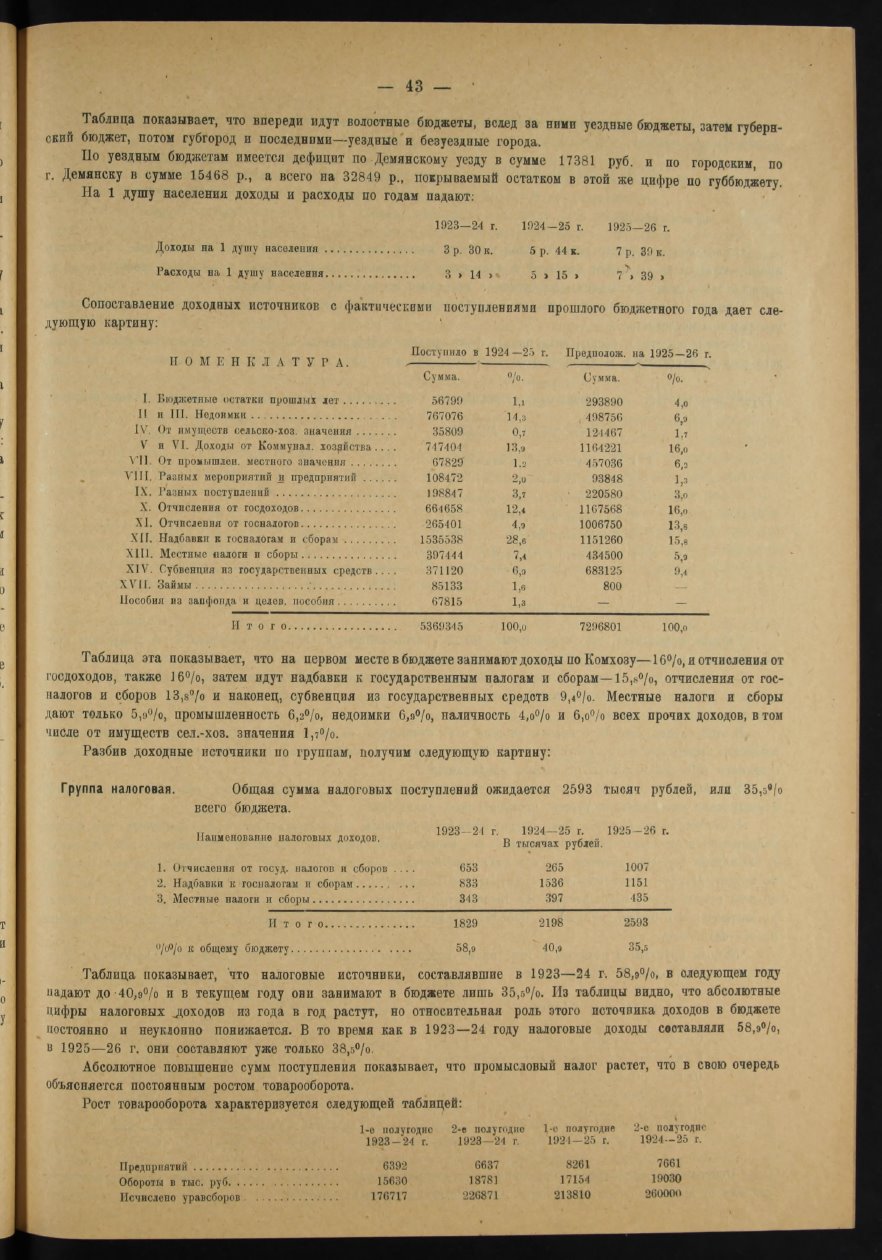 — 43 —
Таблица показывает, что впереди идут волостные бюджеты, вслед за ними уездные бюджеты, затем губерн-
ский бюджет, потом губгород и последними—уездные и безуездные города.
По уездным бюджетам имеется дефицит по Демянскому уезду в сумме 17381 руб. и по городским, по
г. Демянску в сумме 15468 р., а всего на 32849 р., покрываемый остатком в этой же цифре по губбюджету.
На 1 душу населения доходы и расходы по годам падают:
1923—24 г. 1924—25 г. 1925—26 г.
Доходы на 1 душу населения ............... 3 р. 30 к. 5 р. 44 к. 7 р. 39 к.
Расходы на 1 душу населения............... 3 » 14 » 5 » 15 » 7 » 39 »
Сопоставление доходных источников с фактическими поступлениями прошлого бюджетного года дает сле-
дующую картину:
НОМЕНКЛАТУРА. Поступило в 1924—25 г. Предполож. на 1925—26 г.
Сумма. %. Сумма. %.
I. Бюджетные остатки прошлых лет ......... 56799 1,1 293890 4,0
II и III. Недоимки ........................ 767076 14,3 498756 6,9
IV. От имуществ сельско-хоз. значения ....... 35809 0,7 124467 1,7
V и VI. Доходы от Коммунал. хозяйства .... 747404 13,9 1164221 16,0
VII. От промышлен. местного значения ........ 67829 1.2 457036 6,2
VIII. Разных мероприятий и предприятий ...... 108472 2,0 93848 1,3
IX. Разных поступлений .................... 198847 3,7 220580 3,0
X. Отчисления от госдоходов................ 664658 12,4 1167568 16,0
XI. Отчисления от госналогов................ 265401 4,9 1006750 13,8
XII. Надбавки к госналогам и сборам ......... 1535538 28,6 1151260 15,8
XIII. Местные налоги и сборы................ 397444 7,4 434500 5,9
XIV. Субвенция из государственных средств.... 371120 6,9 683125 9,4
XVII. Займы ................................ 85133 1,6 800 —
Пособия из запфонда и целев. пособия.......... 67815 1,3 — —
Итого.................. 5369345 100,0 7296801 100,0
Таблица эта показывает, что на первом месте в бюджете занимают доходы по Комхозу—16%, и отчисления от
госдоходов, также 16%, затем идут надбавки к государственным налогам и сборам—15,8%, отчисления от гос-
налогов и сборов 13,8% и наконец, субвенция из государственных средств 9,4%. Местные налоги и сборы
дают только 5,9%, промышленность 6,2%, недоимки 6,9%, наличность 4,0% и 6,0% всех прочих доходов, в том
числе от имуществ сел.-хоз. значения 1,7%.
Разбив доходные источники по группам, получим следующую картину:
Группа налоговая. Общая сумма налоговых поступлений ожидается 2593 тысяч рублей, или 35,5%
всего бюджета.
Наименование налоговых доходов. 1923—24 г. 1924—25 г. 1925—26 г.
В тысячах рублей.
1. Отчисления от госуд. налогов и сборов .... 653 265 1007
2. Надбавки к госналогам и сборам......... 833 1536 1151
3. Местные налоги и сборы................. 343 397 435
Итого............... 1829 2198 2593
%% к общему бюджету................... 58,9 40,9 35,5
Таблица показывает, что налоговые источники, составлявшие в 1923—24 г. 58,9%, в следующем году
падают до 40,9% и в текущем году они занимают в бюджете лишь 35,5%. Из таблицы видно, что абсолютные
цифры налоговых доходов из года в год растут, но относительная роль этого источника доходов в бюджете
постоянно и неуклонно понижается. В то время как в 1923—24 году налоговые доходы составляли 58,9%,
в 1925—26 г. они составляют уже только 38,5%.
Абсолютное повышение сумм поступления показывает, что промысловый налог растет, что в свою очередь
объясняется постоянным ростом товарооборота.
Рост товарооборота характеризуется следующей таблицей:
1-е полугодие 2-е полугодие 1-е полугодие 2-е полугодие
1923—24 г. 1923—24 г. 1924—25 г. 1924—25 г.
Предприятий ........................ 6392 6637 8261 7661
Обороты в тыс. руб. ................. 15630 18781 17154 19030
Исчислено уравсборов ............... 176717 226871 213810 260000